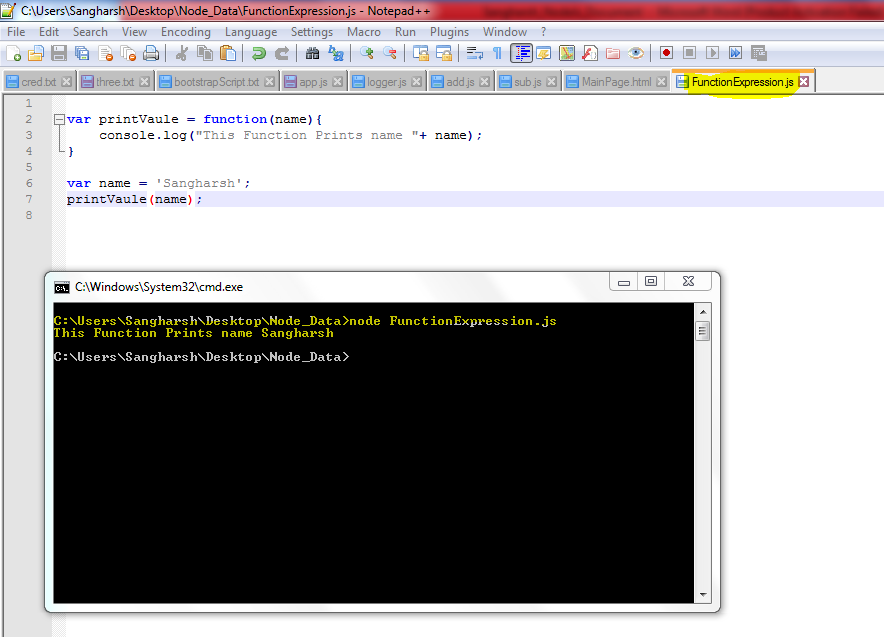 C:\Users\Sangharsh\Desktop\Node_Data\FunctionExpression.js - Notepad++
File Edit Search View Encoding Language Settings Macro Run Plugins Window ?
cred.txt three.txt bootstrapScript.txt app.js logger.js add.js sub.js MainPage.html FunctionExpression.js
1
2 var printVaule = function(name){
3 console.log("This Function Prints name "+ name);
4 }
5
6 var name = 'Sangharsh';
7 printVaule(name);
8
C:\Windows\System32\cmd.exe
C:\Users\Sangharsh\Desktop\Node_Data>node FunctionExpression.js
This Function Prints name Sangharsh
C:\Users\Sangharsh\Desktop\Node_Data>